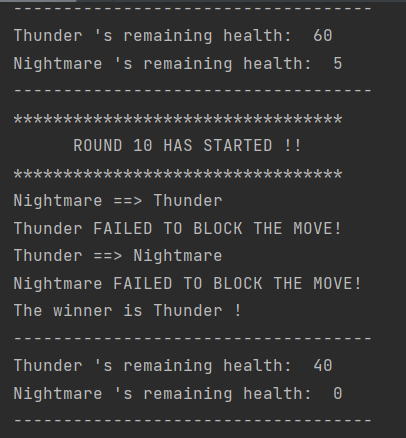 ------------------------------------
Thunder 's remaining health:  60
Nightmare 's remaining health:  5
------------------------------------
*********************************
      ROUND 10 HAS STARTED !!
*********************************
Nightmare ==> Thunder
Thunder FAILED TO BLOCK THE MOVE!
Thunder ==> Nightmare
Nightmare FAILED TO BLOCK THE MOVE!
The winner is Thunder !
------------------------------------
Thunder 's remaining health:  40
Nightmare 's remaining health:  0
------------------------------------